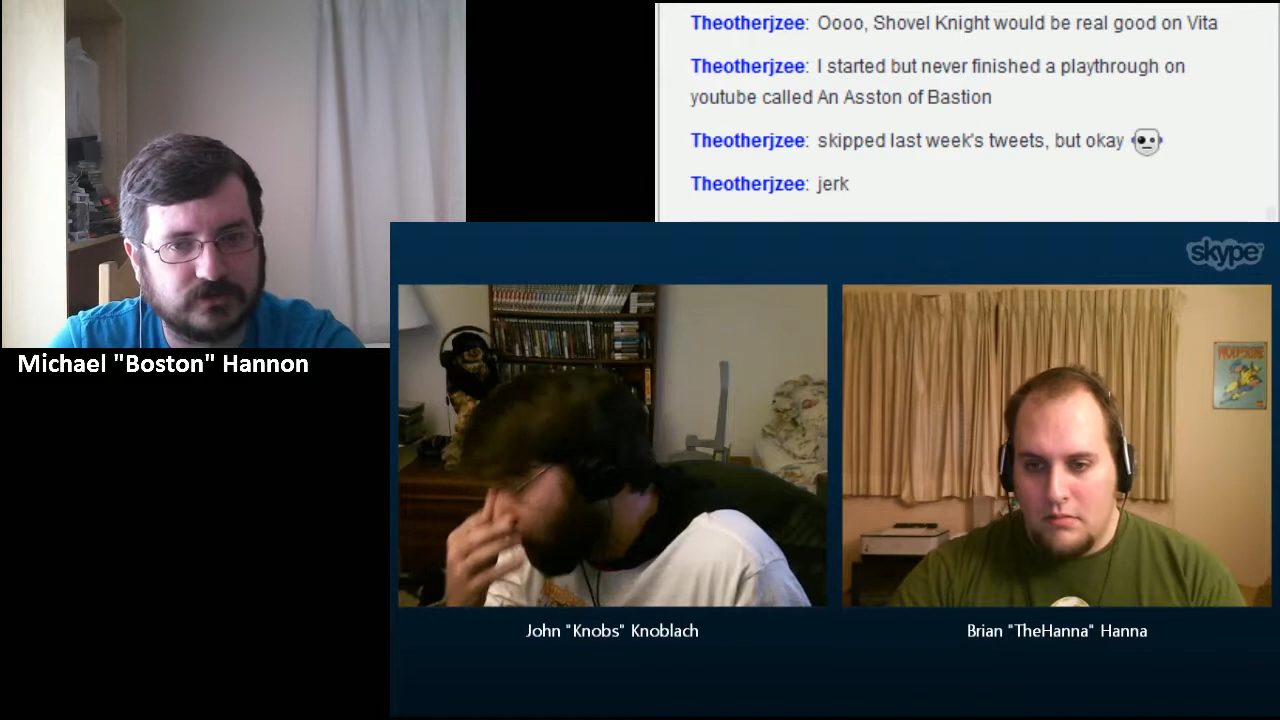 Theotherjzee: Oooo, Shovel Knight would be real good on Vita
Theotherjzee: I started but never finished a playthrough on
youtube called An Asston of Bastion
Theotherjzee: skipped last week's tweets, but okay
Theotherjzee: jerk
skype
Michael "Boston" Hannon
WOLVERINE
John "Knobs" Knoblach
Brian "TheHanna" Hanna